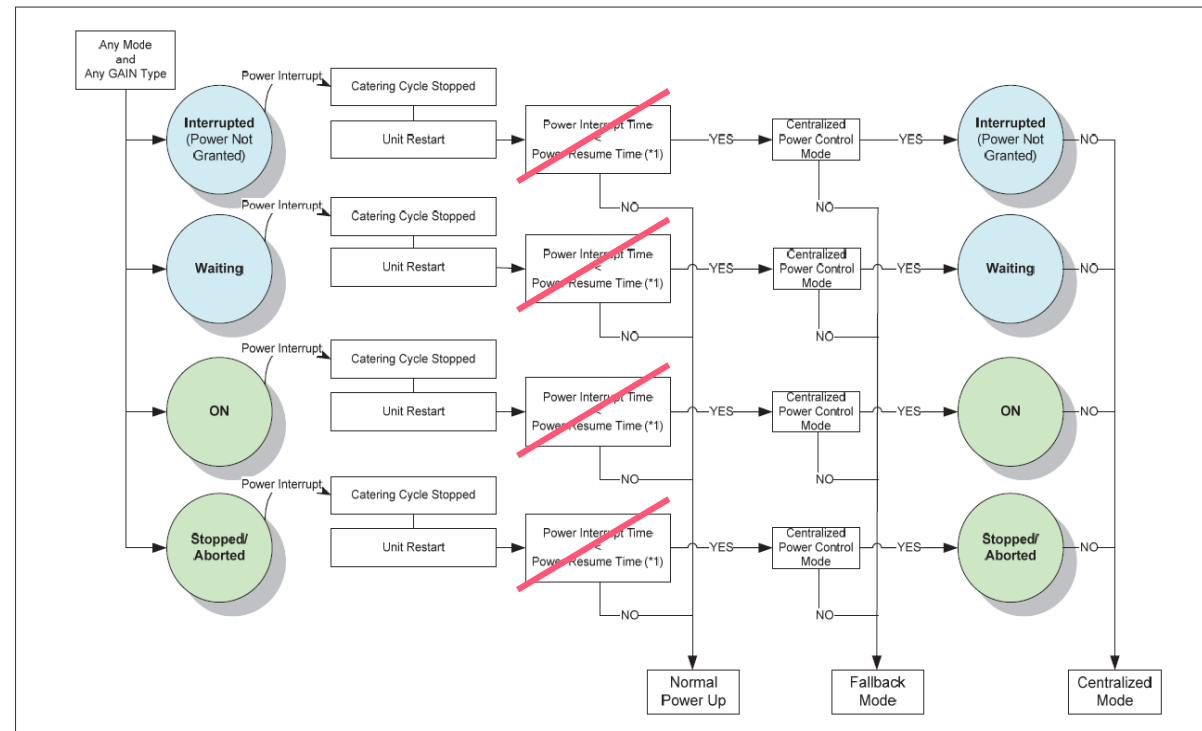 Any Mode
and
Any GAIN Type
Power Interrupt
Interrupted
(Power Not
Granted)
Catering Cycle Stopped
Unit Restart
Power Interrupt Time
<
Power Resume Time (*1)
YES
NO
Centralized
Power Control
Mode
YES
NO
Interrupted
(Power Not
Granted)
NO
Power Interrupt
Waiting
Catering Cycle Stopped
Unit Restart
Power Interrupt Time
<
Power Resume Time (*1)
YES
NO
Centralized
Power Control
Mode
YES
NO
Waiting
NO
Power Interrupt
ON
Catering Cycle Stopped
Unit Restart
Power Interrupt Time
<
Power Resume Time (*1)
YES
NO
Centralized
Power Control
Mode
YES
NO
ON
NO
Power Interrupt
Stopped/
Aborted
Catering Cycle Stopped
Unit Restart
Power Interrupt Time
<
Power Resume Time (*1)
YES
NO
Centralized
Power Control
Mode
YES
NO
Stopped/
Aborted
NO
Normal
Power Up
Fallback
Mode
Centralized
Mode